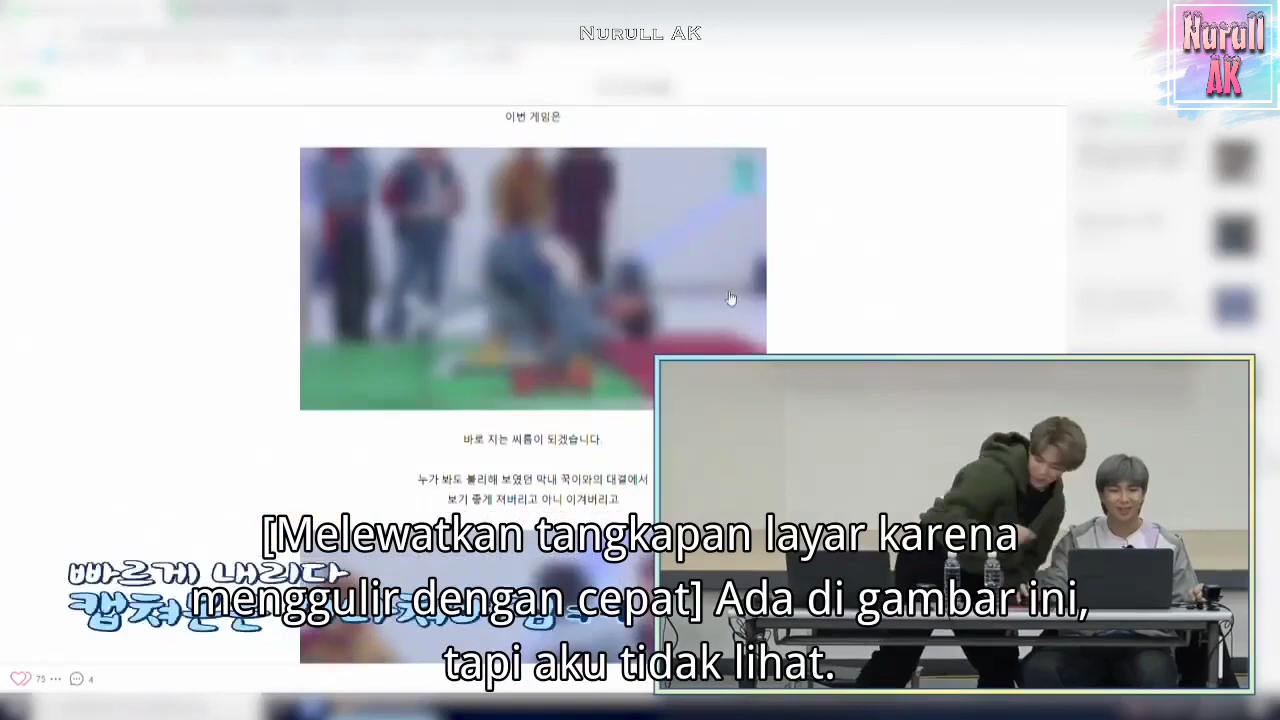 Nurull AK
Nurull
AK
이번 게임은
바로 지는 씨름이 되겠습니다.
누가 봐도 불리해 보였던 막내 꾹이와의 대결에서
보기 좋게 져버리고 아니 이겨버리고
[Melewatkan tangkapan layar karena
빠르게 내리다
menggulir dengan cepat] Ada di gambar ini,
tapi aku tidak lihat.
75 ··· 4